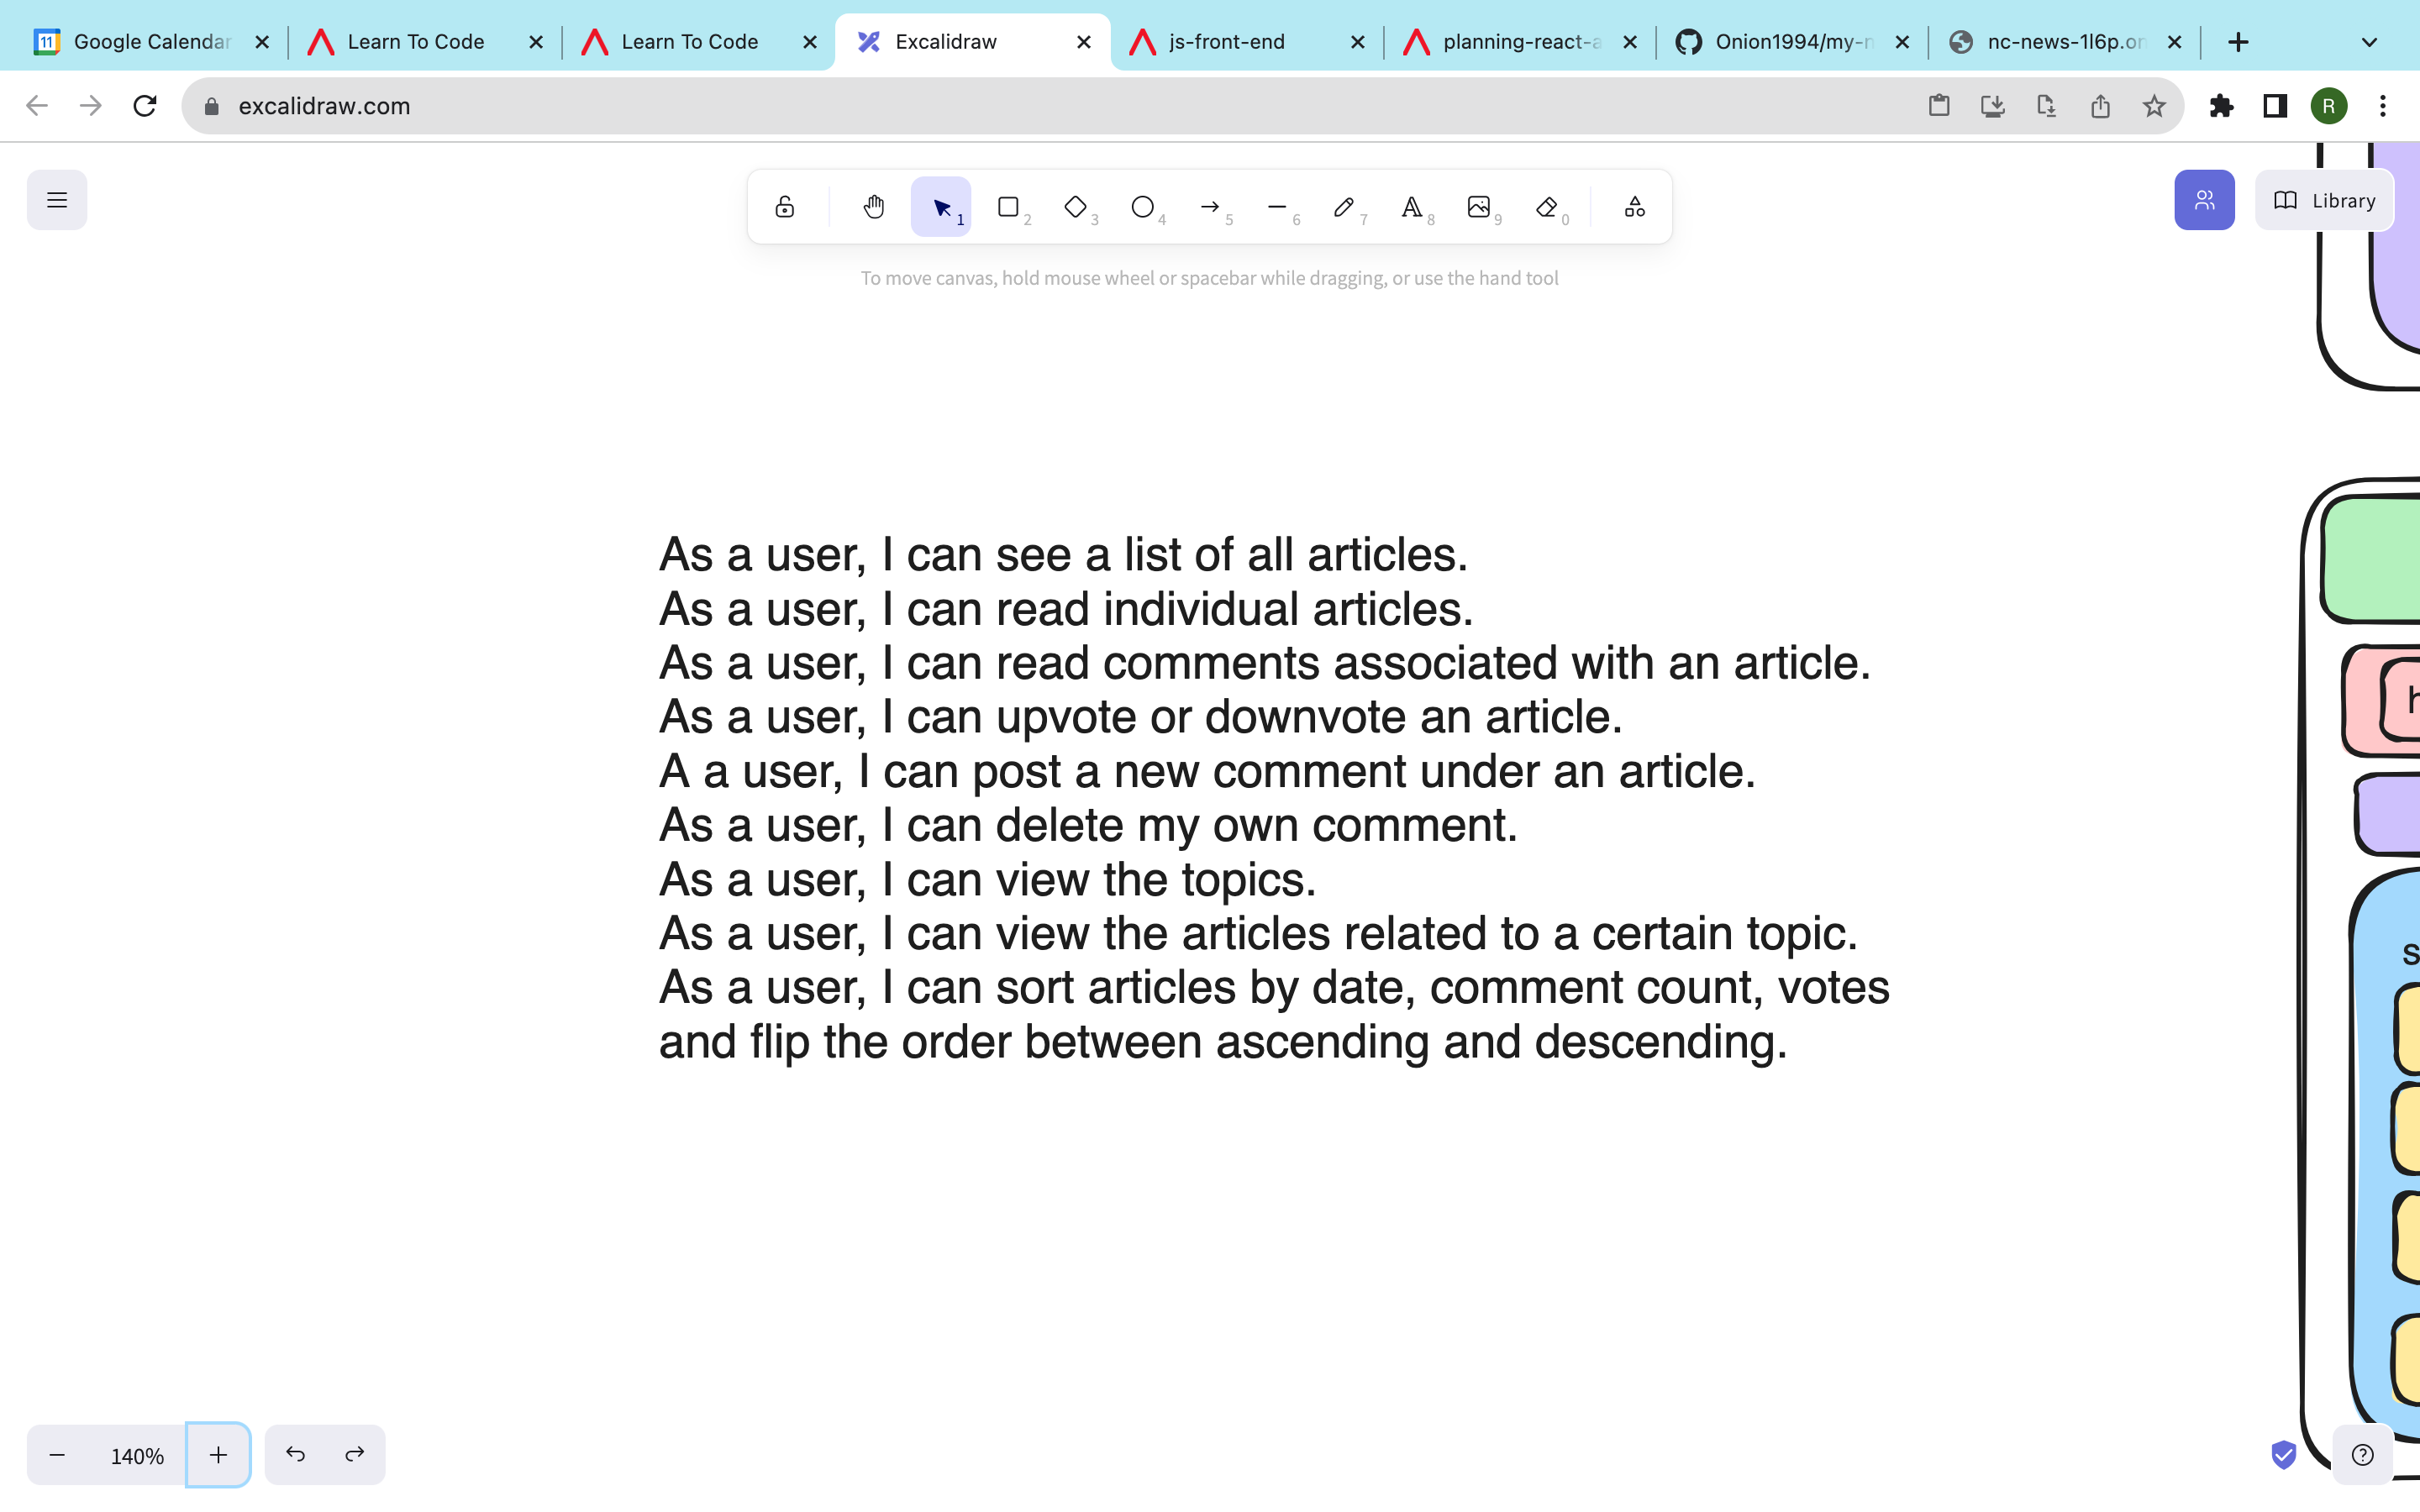 Google Calendar
Learn To Code
Learn To Code
Excalidraw
js-front-end
planning-react-a
Onion1994/my-n
nc-news-1l6p.on
excalidraw.com
R
1
2
3
4
5
6
7
8
9
0
Library
To move canvas, hold mouse wheel or spacebar while dragging, or use the hand tool
As a user, I can see a list of all articles.
As a user, I can read individual articles.
As a user, I can read comments associated with an article.
As a user, I can upvote or downvote an article.
A a user, I can post a new comment under an article.
As a user, I can delete my own comment.
As a user, I can view the topics.
As a user, I can view the articles related to a certain topic.
As a user, I can sort articles by date, comment count, votes
and flip the order between ascending and descending.
140%